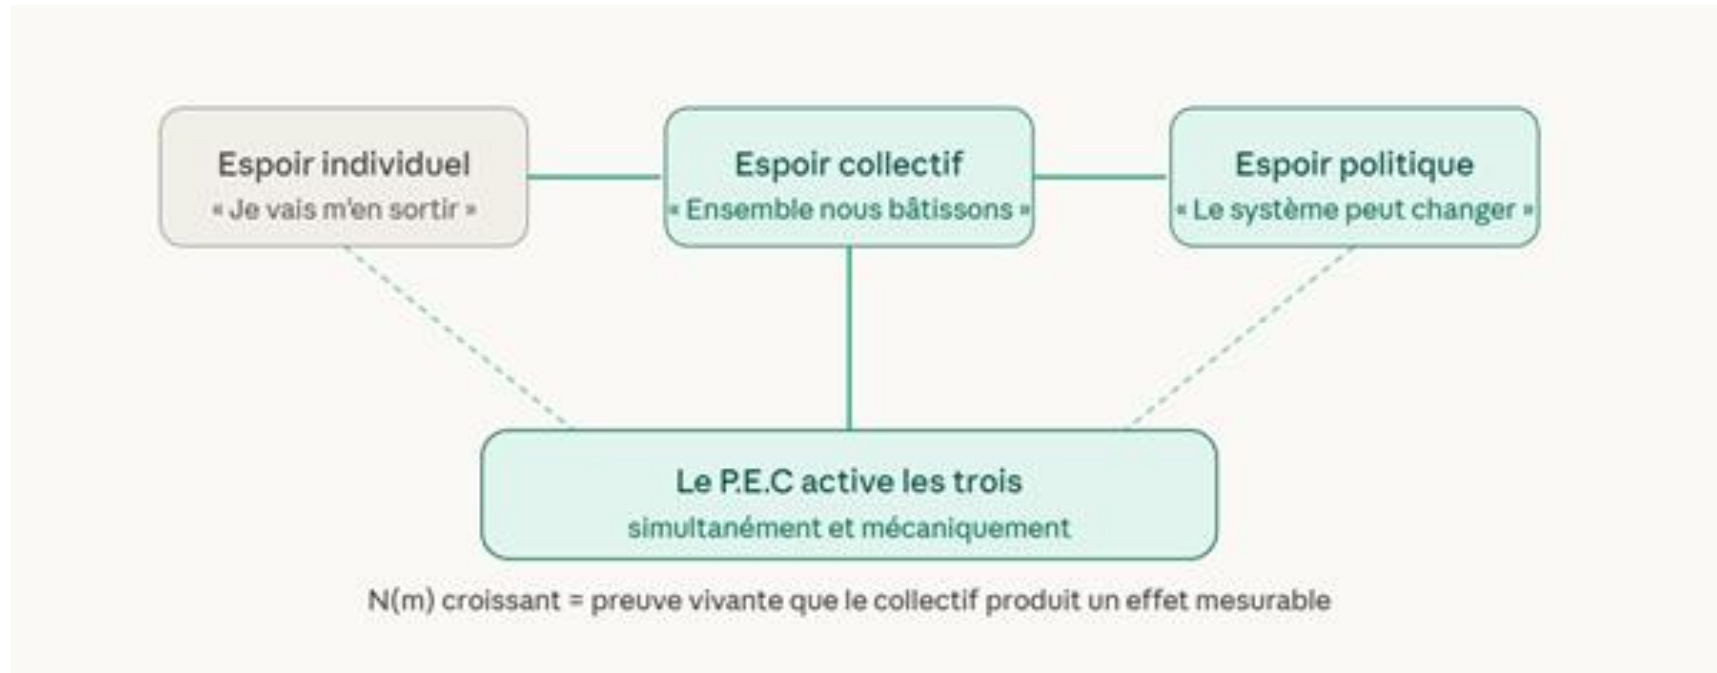 Espoir individuel
« Je vais m'en sortir »
Espoir collectif
« Ensemble nous bâtissons »
Espoir politique
« Le système peut changer »
Le P.E.C active les trois
simultanément et mécaniquement
N(m) croissant = preuve vivante que le collectif produit un effet mesurable